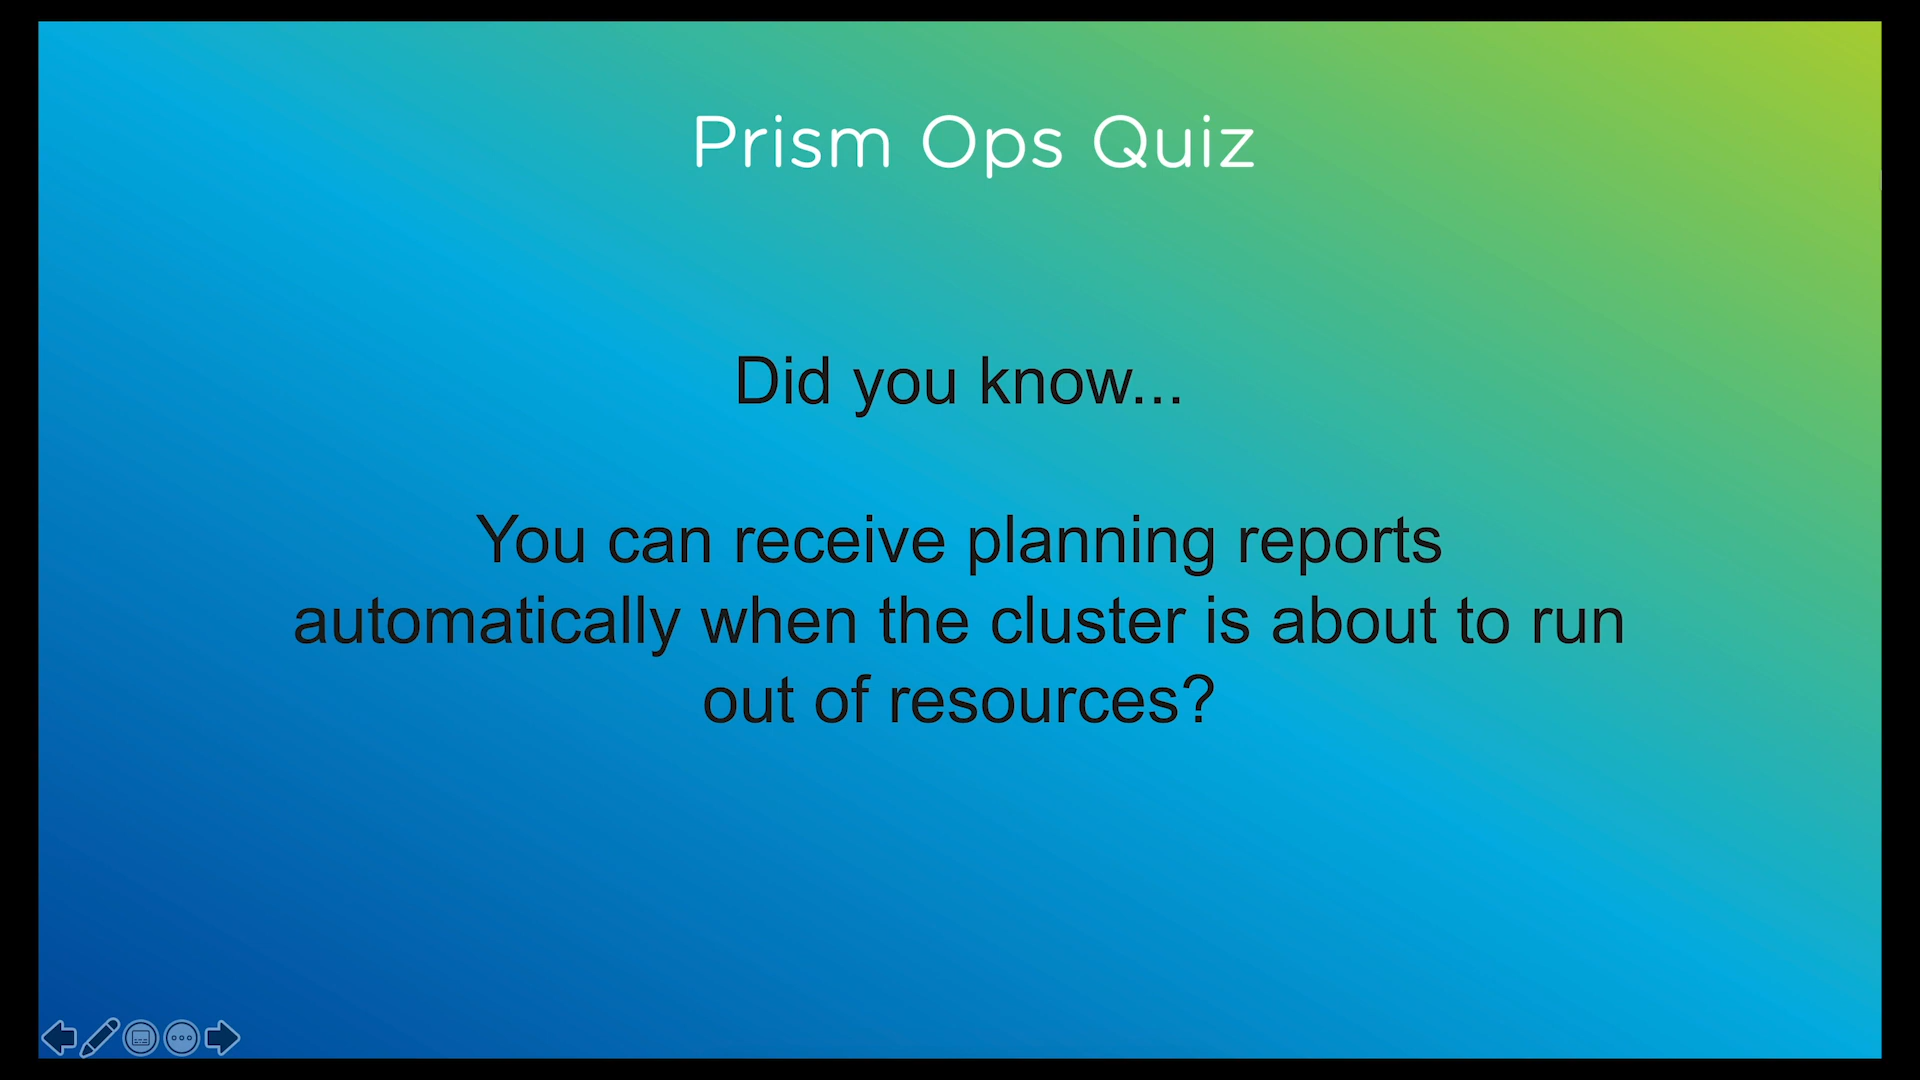 Prism Ops Quiz
Did you know...
You can receive planning reports
automatically when the cluster is about to run
out of resources?